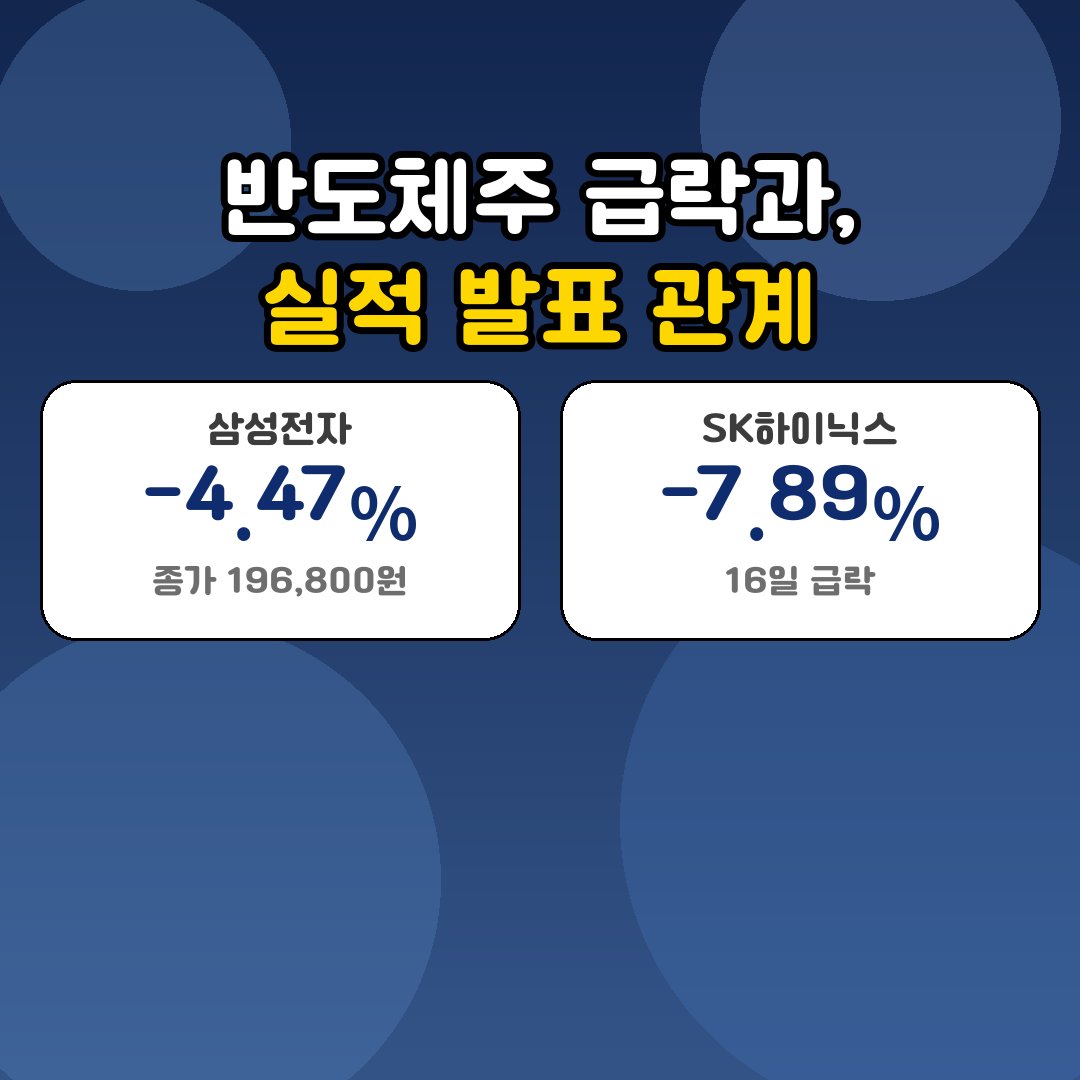 반도체주 급락과,
실적 발표 관계
삼성전자
-4.47%
종가 196,800원
SK하이닉스
-7.89%
16일 급락